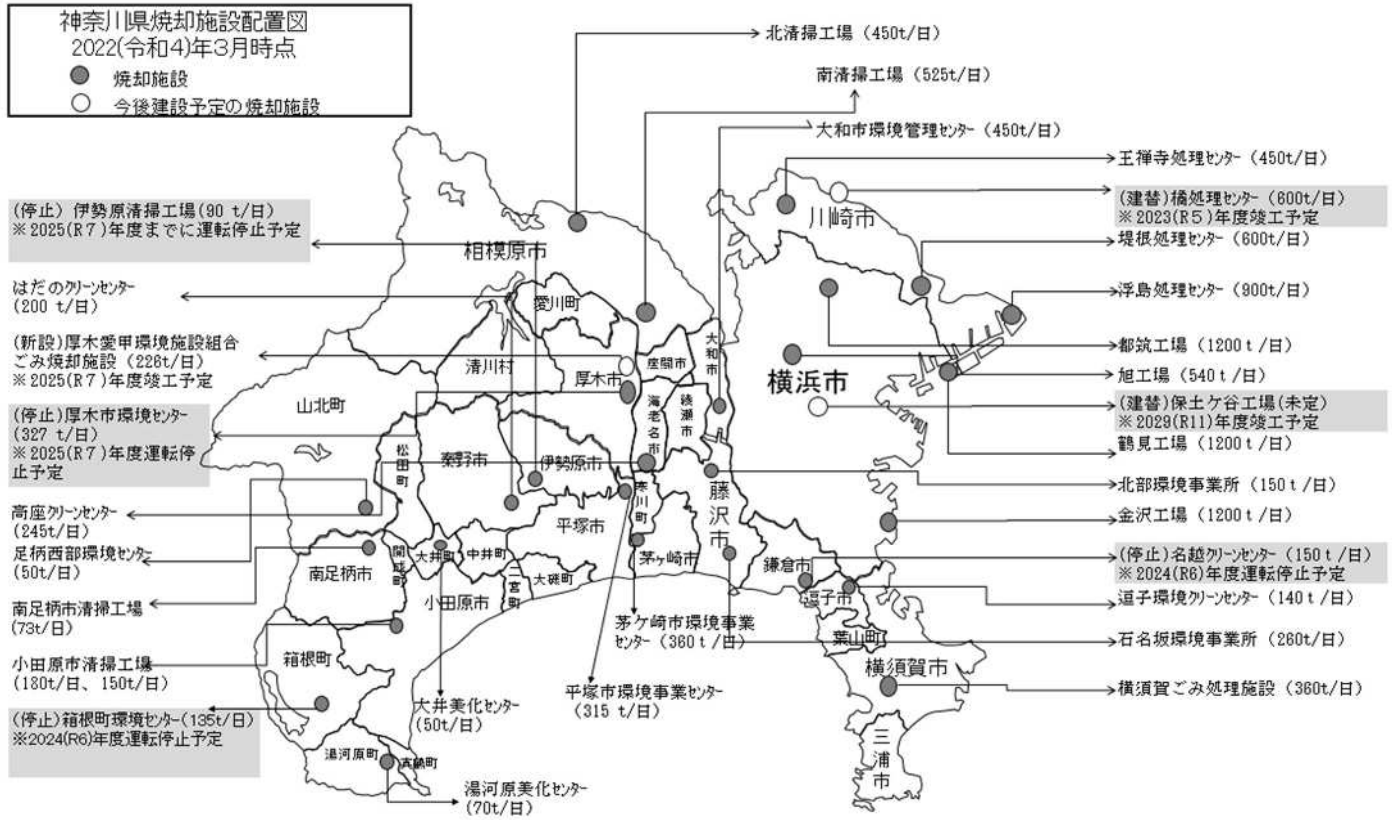 神奈川県焼却施設配置図
2022(令和4)年3月時点
焼却施設
今後建設予定の焼却施設
北清掃工場 (450t/日)
南清掃工場 (525t/日)
大和市環境管理センター (450t/日)
王禅寺処理センター (450t/日)
(建替)橘処理センター (600t/日)
※2023(R5)年度竣工予定
堤根処理センター (600t/日)
浮島処理センター (900t/日)
都筑工場 (1200t/日)
旭工場 (540t/日)
(建替)保土ケ谷工場(未定)
※2029(R11)年度竣工予定
鶴見工場 (1200t/日)
北部環境事業所 (150t/日)
金沢工場 (1200t/日)
(停止)名越クリーンセンター (150t/日)
※2024(R6)年度運転停止予定
逗子環境クリーンセンター (140t/日)
石名坂環境事業所 (260t/日)
横須賀ごみ処理施設 (360t/日)
(停止) 伊勢原清掃工場(90 t/日)
※2025(R7)年度までに運転停止予定
はだのクリーンセンター
(200 t/日)
(新設)厚木愛甲環境施設組合
ごみ焼却施設 (226t/日)
※2025(R7)年度竣工予定
(停止)厚木市環境センター
(327 t/日)
※2025(R7)年度運転停
止予定
高座クリーンセンター
(245t/日)
足柄西部環境センター
(50t/日)
南足柄市清掃工場
(73t/日)
小田原市清掃工場
(180t/日、150t/日)
(停止)箱根町環境センター(135t/日)
※2024(R6)年度運転停止予定
大井美化センター
(50t/日)
湯河原美化センター
(70t/日)
平塚市環境事業センター
(315 t/日)
茅ケ崎市環境事業
センター (360t/日)
相模原市
愛川町
清川村
厚木市
座間市
大和市
海老名市
綾瀬市
川崎市
横浜市
山北町
松田町
秦野市
伊勢原市
寒川町
藤沢市
平塚市
茅ヶ崎市
鎌倉市
逗子市
葉山町
横須賀市
三浦市
南足柄市
開成町
大井町
中井町
二宮町
大磯町
小田原市
箱根町
湯河原町
真鶴町